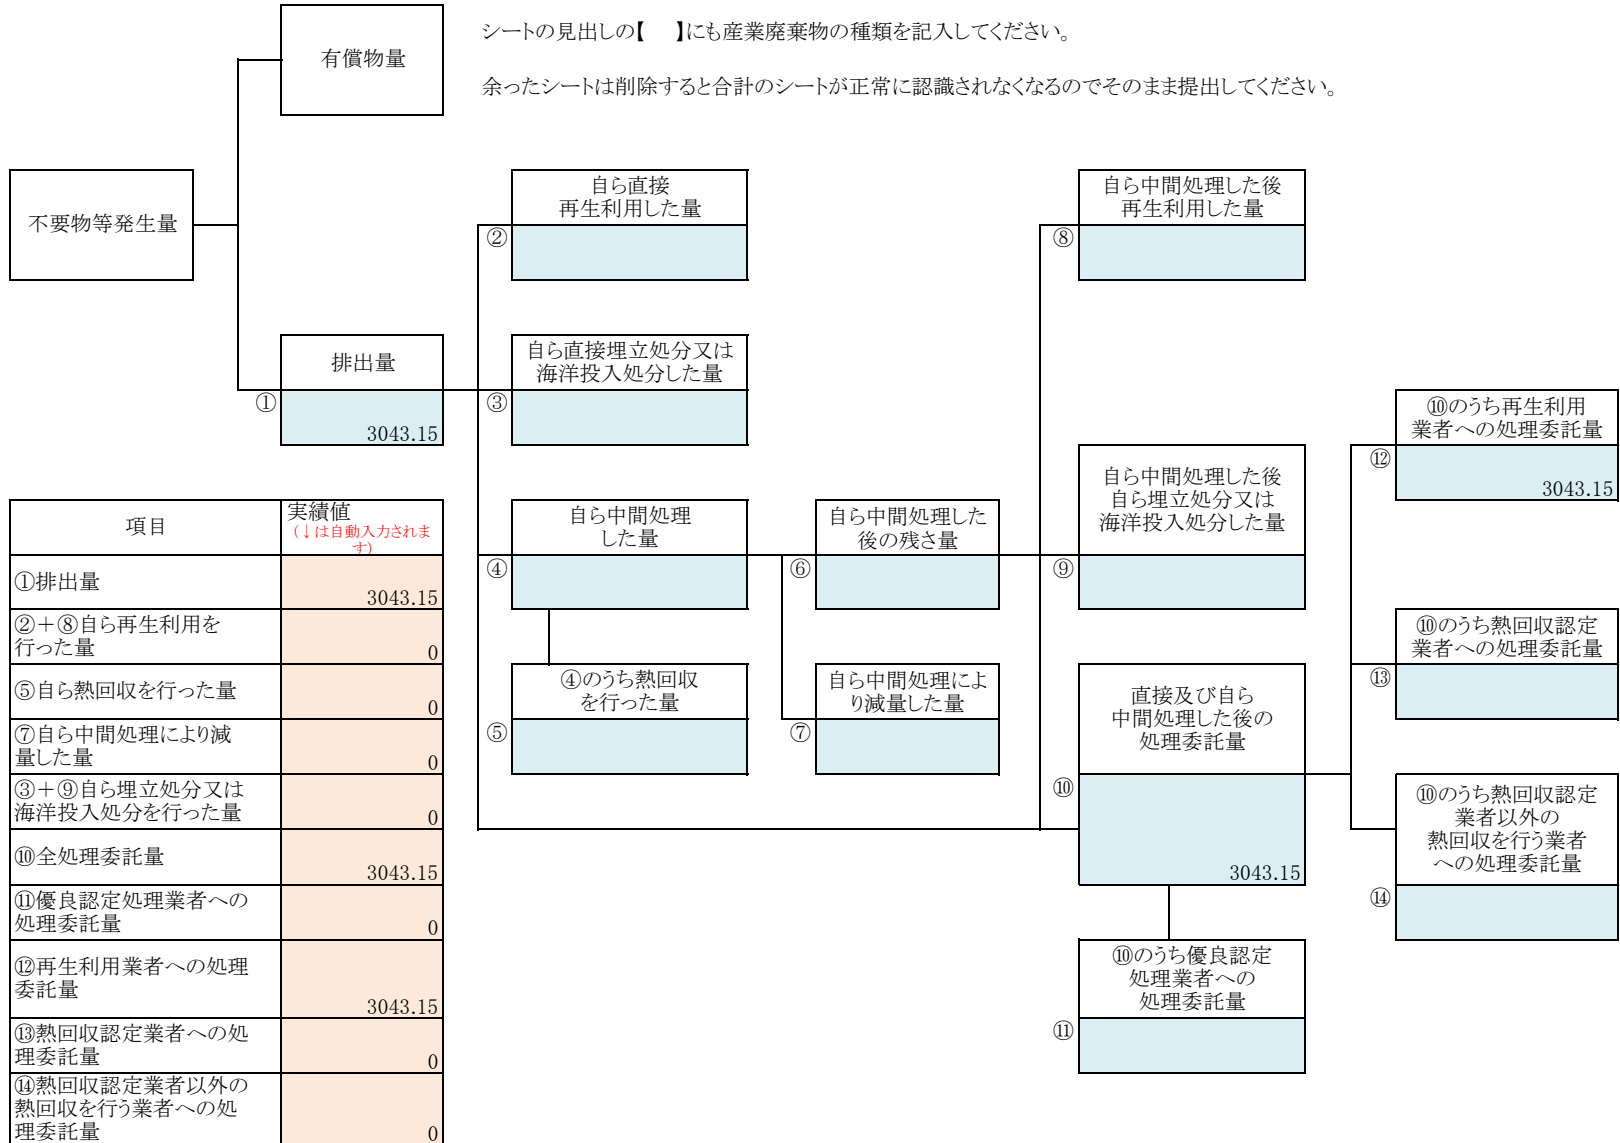 有償物量
シートの見出しの【　】にも産業廃棄物の種類を記入してください。
余ったシートは削除すると合計のシートが正常に認識されなくなるのでそのまま提出してください。
不要物等発生量
自ら直接
再生利用した量
②
自ら中間処理した後
再生利用した量
⑧
排出量
①
3043.15
自ら直接埋立処分又は
海洋投入処分した量
③
⑩のうち再生利用
業者への処理委託量
⑫
3043.15
自ら中間処理
した量
④
自ら中間処理した
後の残さ量
⑥
自ら中間処理した後
自ら埋立処分又は
海洋投入処分した量
⑨
⑩のうち熱回収認定
業者への処理委託量
⑬
④のうち熱回収
を行った量
⑤
自ら中間処理によ
り減量した量
⑦
直接及び自ら
中間処理した後の
処理委託量
⑩
3043.15
⑩のうち熱回収認定
業者以外の
熱回収を行う業者
への処理委託量
⑭
⑩のうち優良認定
処理業者への
処理委託量
⑪
項目
実績値
(↓は自動入力されま
す)
①排出量
3043.15
②＋⑧自ら再生利用を
行った量
0
⑤自ら熱回収を行った量
0
⑦自ら中間処理により減
量した量
0
③＋⑨自ら埋立処分又は
海洋投入処分を行った量
0
⑩全処理委託量
3043.15
⑪優良認定処理業者への
処理委託量
0
⑫再生利用業者への処理
委託量
3043.15
⑬熱回収認定業者への処
理委託量
0
⑭熱回収認定業者以外の
熱回収を行う業者への処
理委託量
0